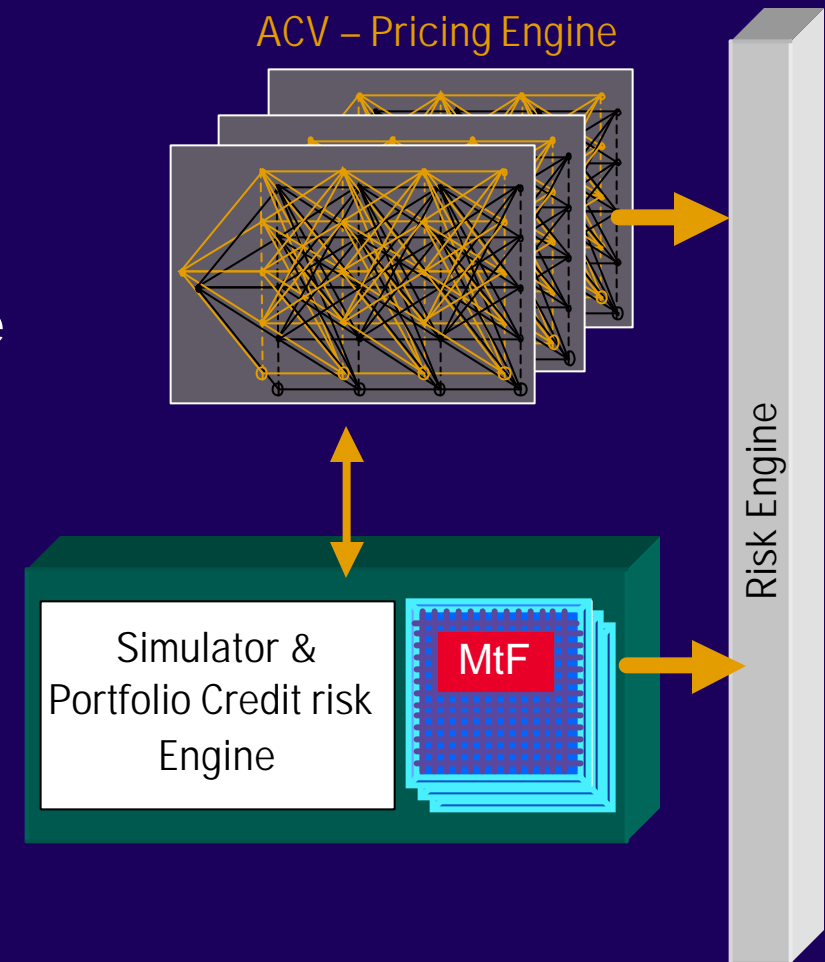 ACV – Pricing Engine
e
Simulator &
Portfolio Credit risk
Engine
MtF
Risk Engine